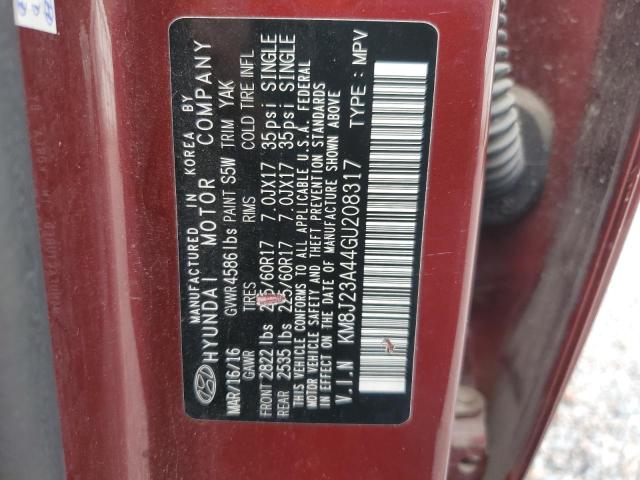 MANUFACTURED IN KOREA BY
HYUNDAI MOTOR COMPANY
MAR/16/16 GVWR 4586 lbs PAINT S5W TRIM YAK
GAWR TIRES RIMS COLD TIRE INFL
FRONT 2822 lbs /60R17 7.0JX17 35psi SINGLE
REAR 2535 lbs /60R17 7.0JX17 35psi SINGLE
THIS VEHICLE CONFORMS TO ALL APPLICABLE U.S.A. FEDERAL
MOTOR VEHICLE SAFETY AND THEFT PREVENTION STANDARDS
IN EFFECT ON THE DATE OF MANUFACTURE SHOWN ABOVE
V.I.N KM8J23A44GU208317 TYPE : MPV